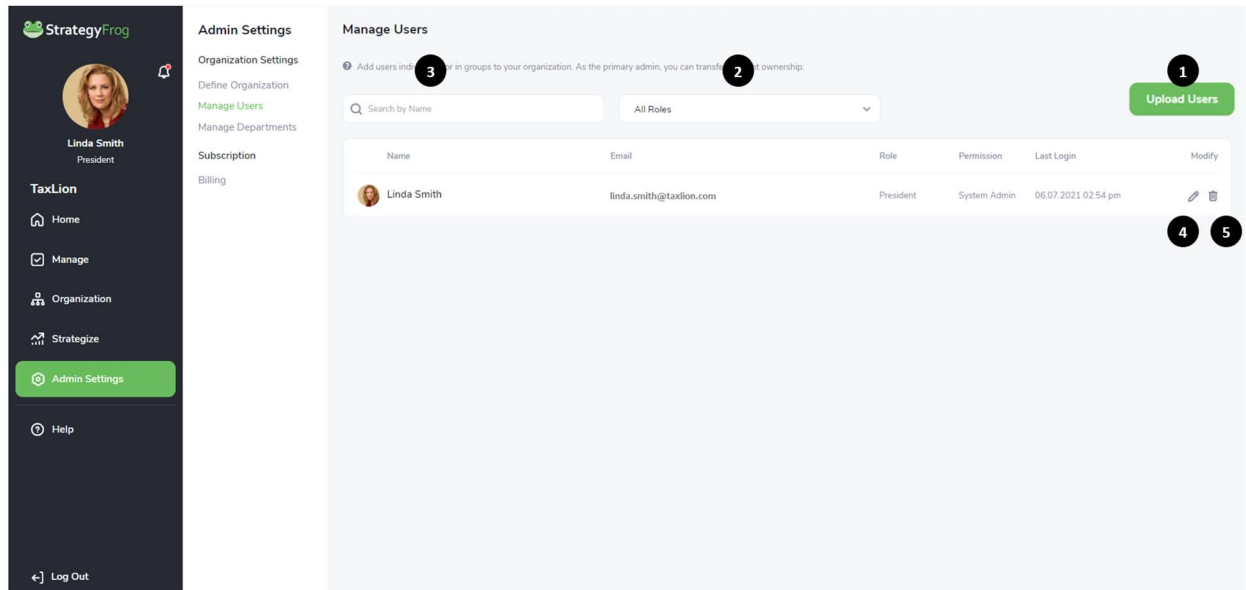 StrategyFrog
Linda Smith
President
TaxLion
Home
Manage
Organization
Strategize
Admin Settings
Help
Log Out
Admin Settings
Organization Settings
Define Organization
Manage Users
Manage Departments
Subscription
Billing
Manage Users
Add users or in groups to your organization. As the primary admin, you can ownership.
3
2
1
Search by Name
All Roles
Upload Users
Name Email Role Permission Last Login Modify
Linda Smith linda.smith@taxlion.com President System Admin 06.07.2021 02:54 pm
4 5